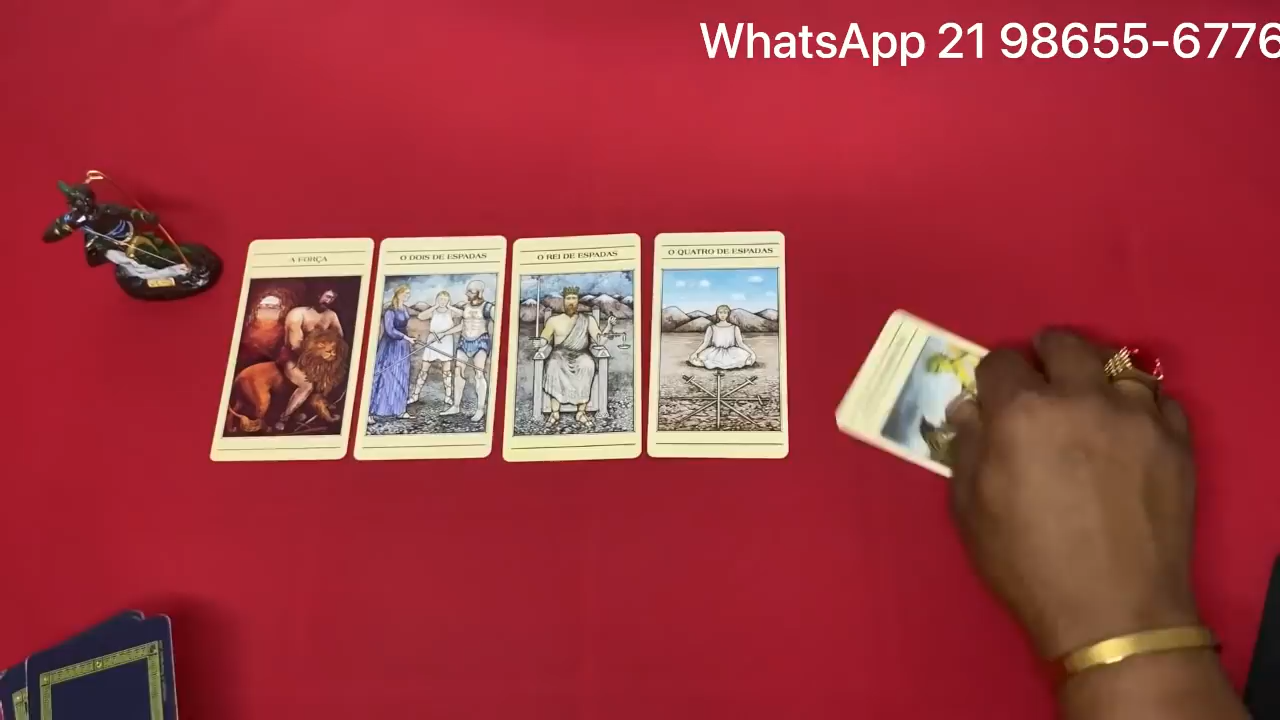 WhatsApp 21 98655-6776
A FORÇA
O DOIS DE ESPADAS
O REI DE ESPADAS
O QUATRO DE ESPADAS